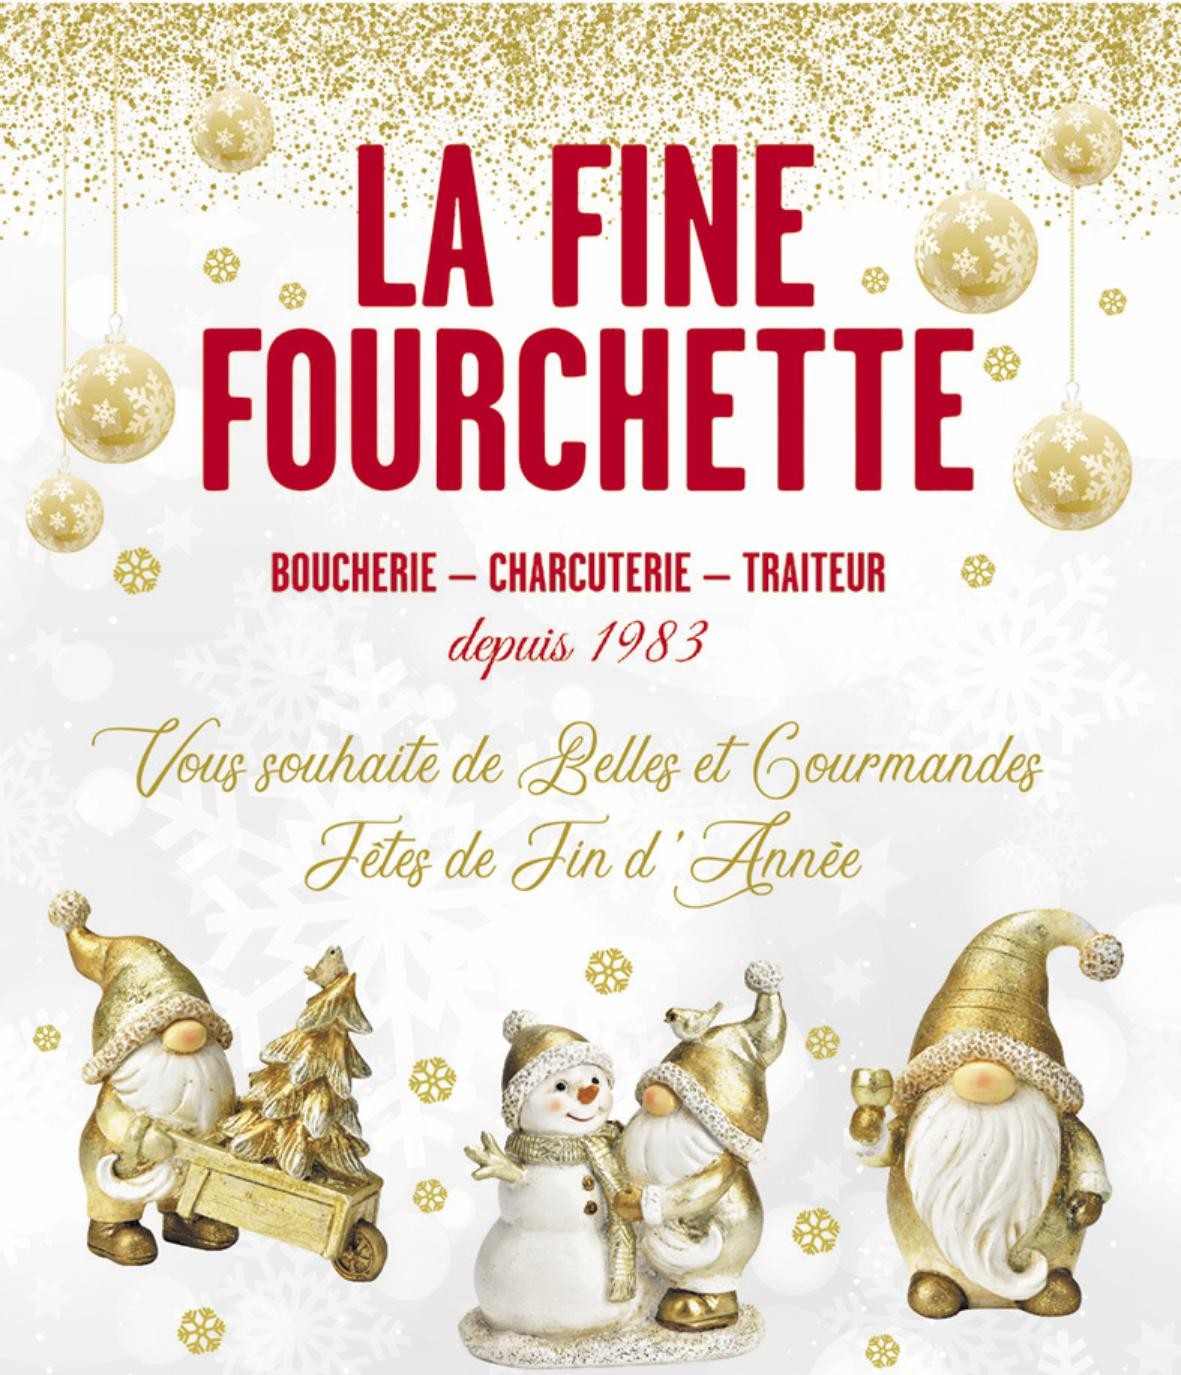 LA FINE
FOURCHETTE
BOUCHERIE – CHARCUTERIE – TRAITEUR
depuis 1983
Vous souhaite de Belles et Gourmandes
Fêtes de Fin d'Année